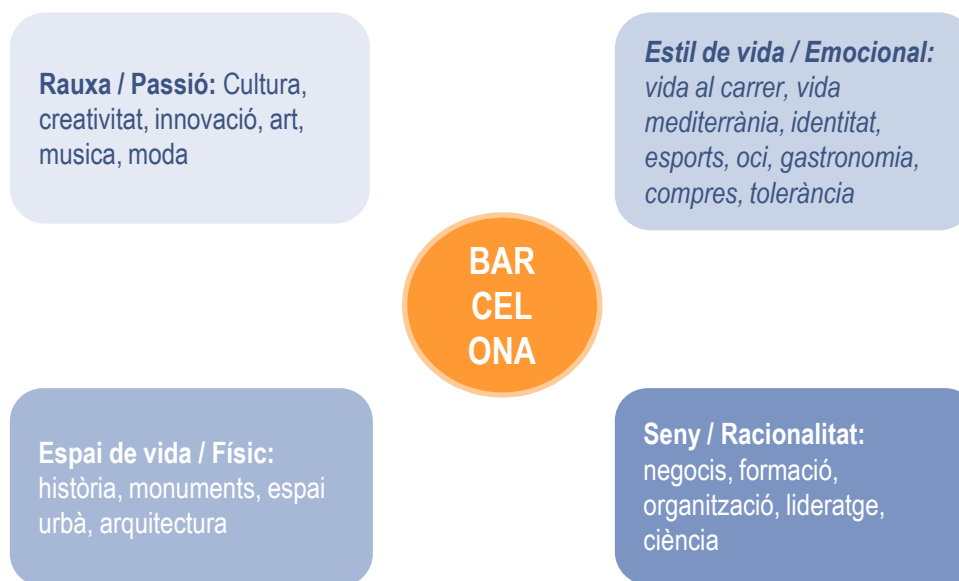 Rauxa / Passió: Cultura,
creativitat, innovació, art,
musica, moda
Estil de vida / Emocional:
vida al carrer, vida
mediterrània, identitat,
esports, oci, gastronomia,
compres, tolerància
BAR
CEL
ONA
Espai de vida / Físic:
història, monuments, espai
urbà, arquitectura
Seny / Racionalitat:
negocis, formació,
organització, lideratge,
ciència